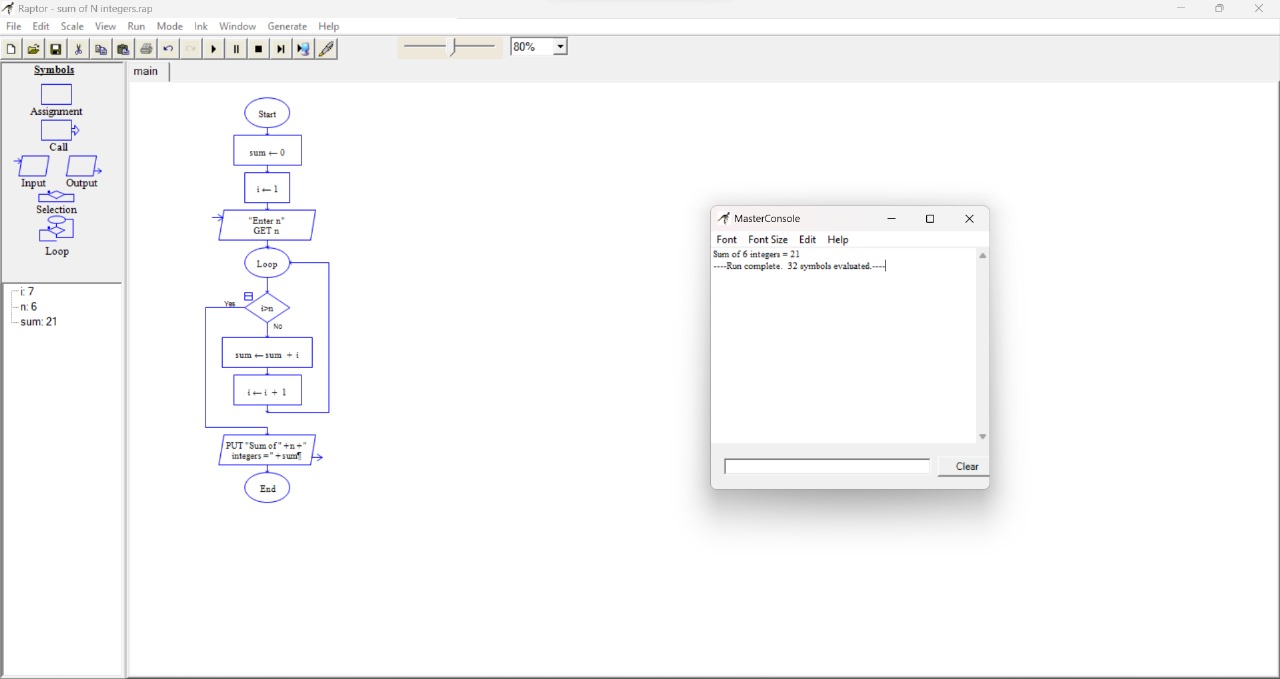 Raptor - sum of N integers.rap
File Edit Scale View Run Mode Ink Window Generate Help
80%
Symbols
Assignment
Call
Input Output
Selection
Loop
i: 7
n: 6
sum: 21
main
Start
sum ← 0
i ← 1
"Enter n"
GET n
Loop
Yes
i>n
No
sum ← sum + i
i ← i + 1
PUT "Sum of " +n +"
integers =" + sum¶
End
MasterConsole
Font Font Size Edit Help
Sum of 6 integers = 21
----Run complete. 32 symbols evaluated.----
Clear